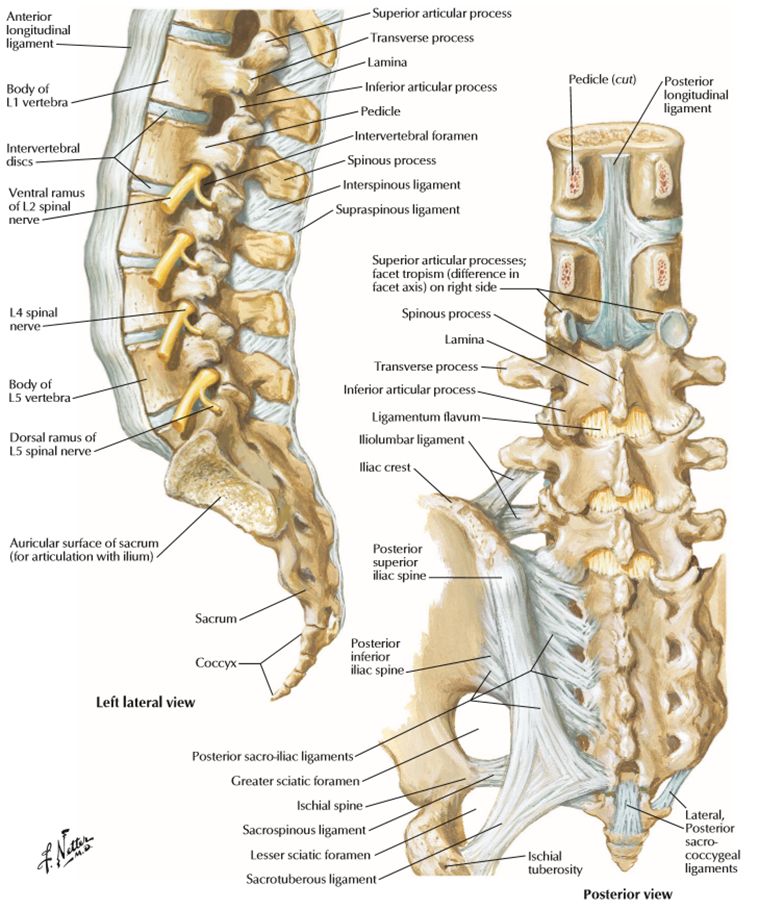 Anterior
longitudinal
ligament
Body of
L1 vertebra
Intervertebral
discs
Ventral ramus
of L2 spinal
nerve
L4 spinal
nerve
Body of
L5 vertebra
Dorsal ramus of
L5 spinal nerve
Auricular surface of sacrum
(for articulation with ilium)
Sacrum
Coccyx
Left lateral view
Superior articular process
Transverse process
Lamina
Inferior articular process
Pedicle
Intervertebral foramen
Spinous process
Interspinous ligament
Supraspinous ligament
Pedicle (cut)
Posterior
longitudinal
ligament
Superior articular processes;
facet tropism (difference in
facet axis) on right side
Spinous process
Lamina
Transverse process
Inferior articular process
Ligamentum flavum
Iliolumbar ligament
Iliac crest
Posterior
superior
iliac spine
Posterior
inferior
iliac spine
Posterior sacro-iliac ligaments
Greater sciatic foramen
Ischial spine
Sacrospinous ligament
Lesser sciatic foramen
Sacrotuberous ligament
Ischial
tuberosity
Lateral,
Posterior
sacro-
coccygeal
ligaments
Posterior view
F. Netter
M.D.